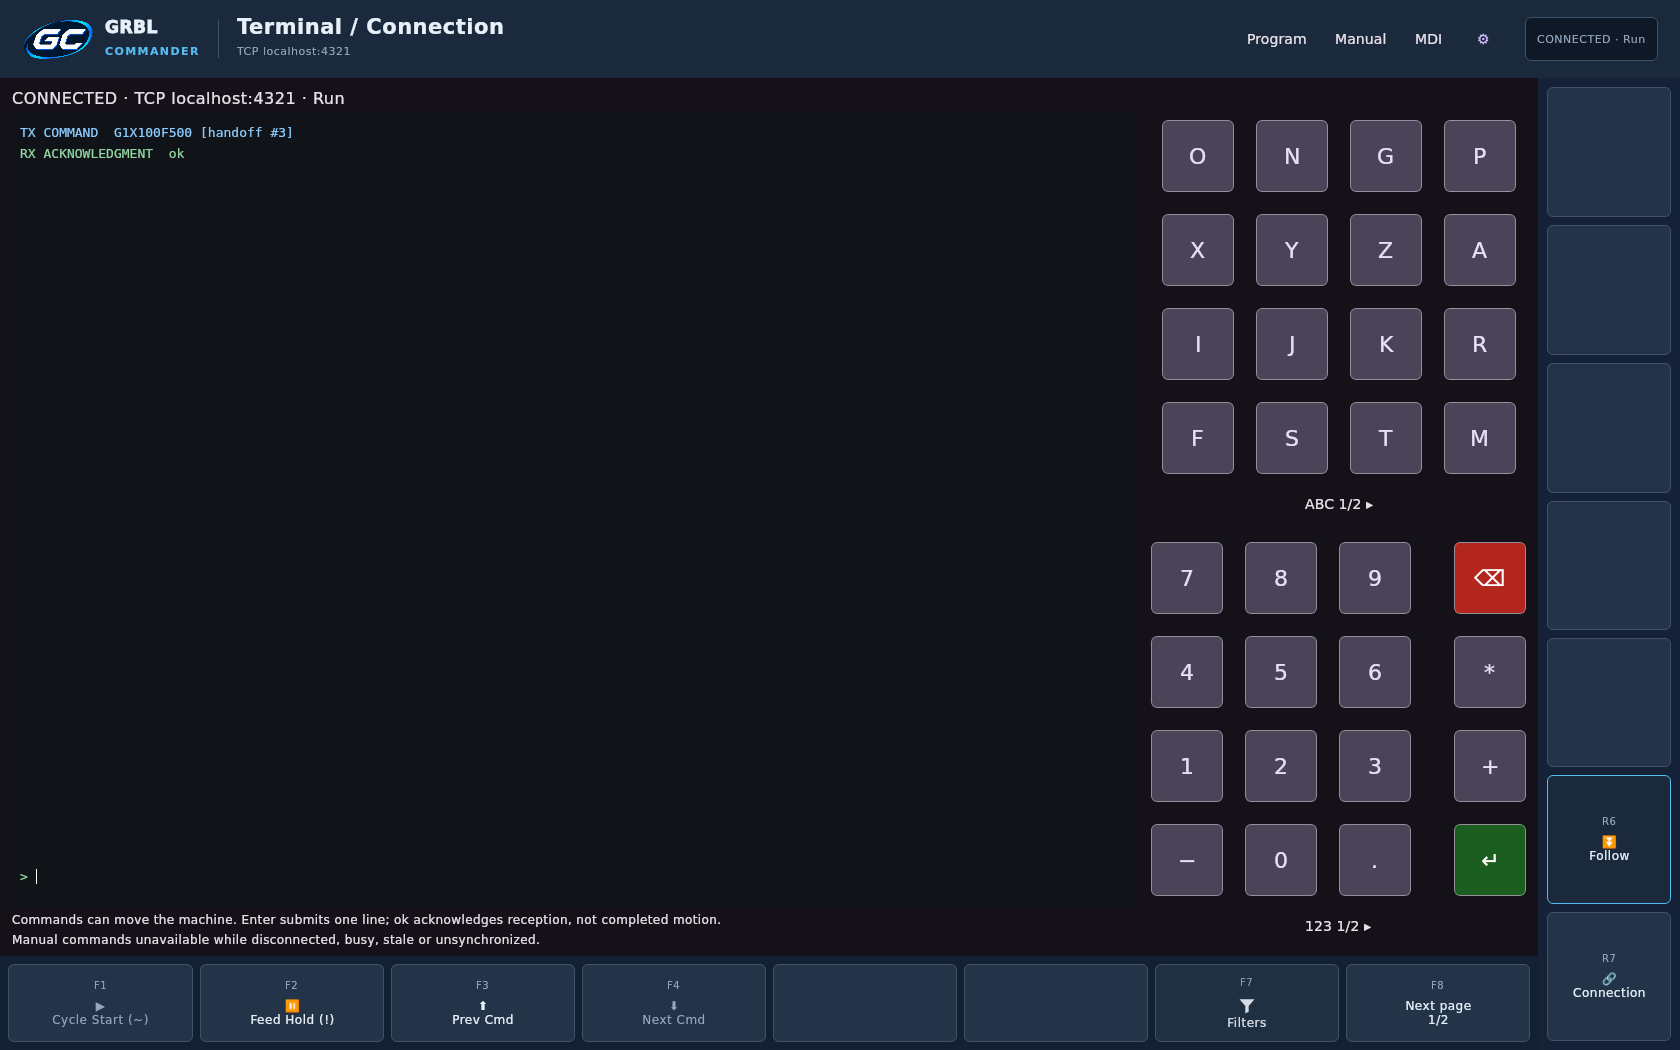 GC GRBL
COMMANDER
Terminal / Connection
TCP localhost:4321
Program Manual MDI ⚙ CONNECTED · Run
CONNECTED · TCP localhost:4321 · Run
TX COMMAND G1X100F500 [handoff #3]
RX ACKNOWLEDGMENT ok
>
O N G P
X Y Z A
I J K R
F S T M
ABC 1/2 ▸
7 8 9 ⌫
4 5 6 *
1 2 3 +
− 0 . ↵
123 1/2 ▸
Commands can move the machine. Enter submits one line; ok acknowledges reception, not completed motion.
Manual commands unavailable while disconnected, busy, stale or unsynchronized.
R6
Follow
R7
Connection
F1
Cycle Start (~)
F2
Feed Hold (!)
F3
Prev Cmd
F4
Next Cmd
F7
Filters
F8
Next page
1/2